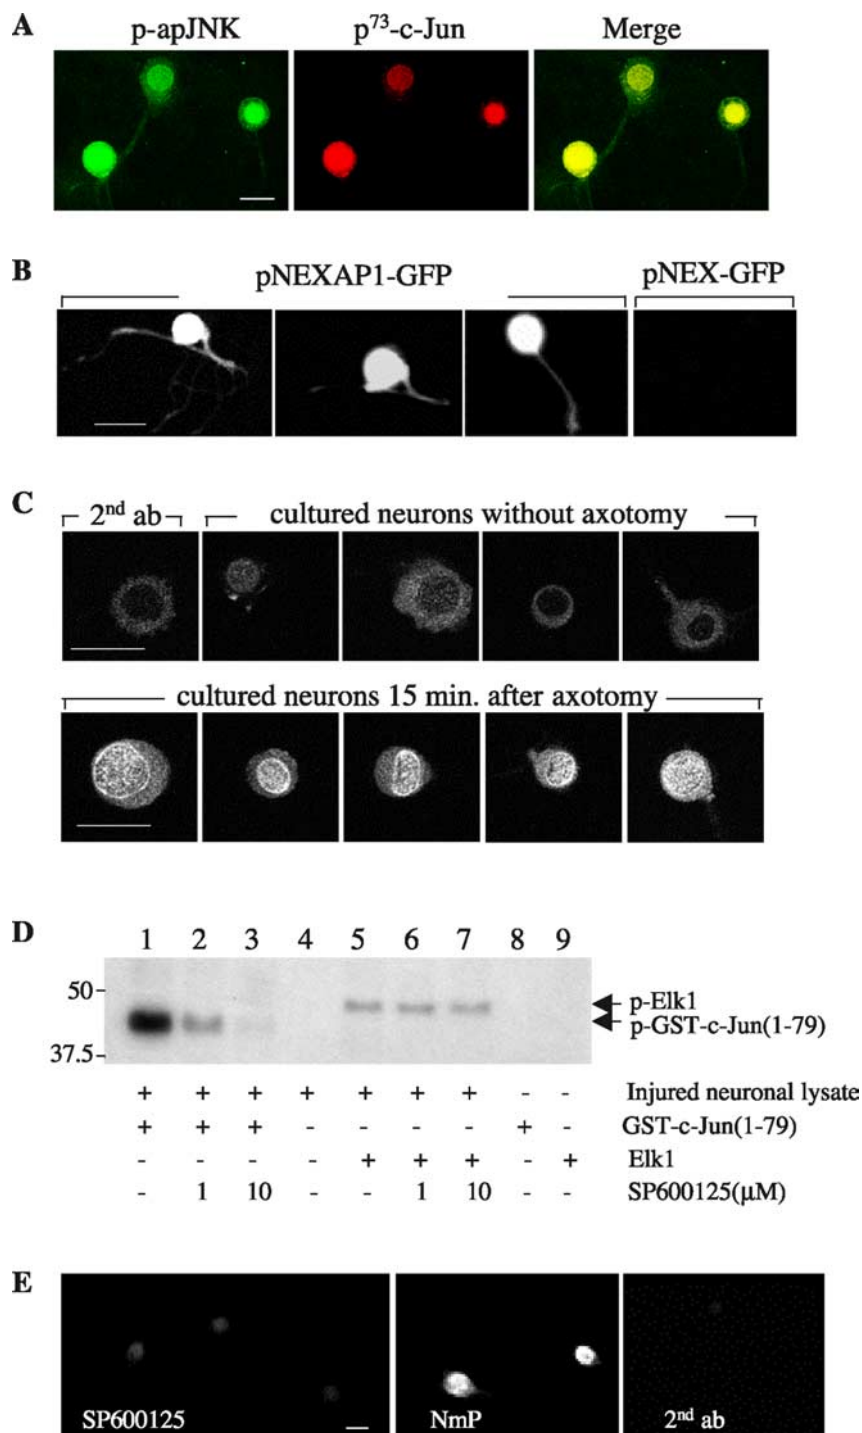 A
p-apJNK p⁷³-c-Jun Merge
B
pNEXAP1-GFP pNEX-GFP
C
2ⁿᵈ ab cultured neurons without axotomy
cultured neurons 15 min. after axotomy
D
1 2 3 4 5 6 7 8 9
50
p-Elk1
p-GST-c-Jun(1-79)
37.5
+ + + + + + + - - Injured neuronal lysate
+ + + - - - - + - GST-c-Jun(1-79)
- - - - + + + - + Elk1
- 1 10 - - 1 10 - - SP600125(μM)
E
SP600125 NmP 2ⁿᵈ ab